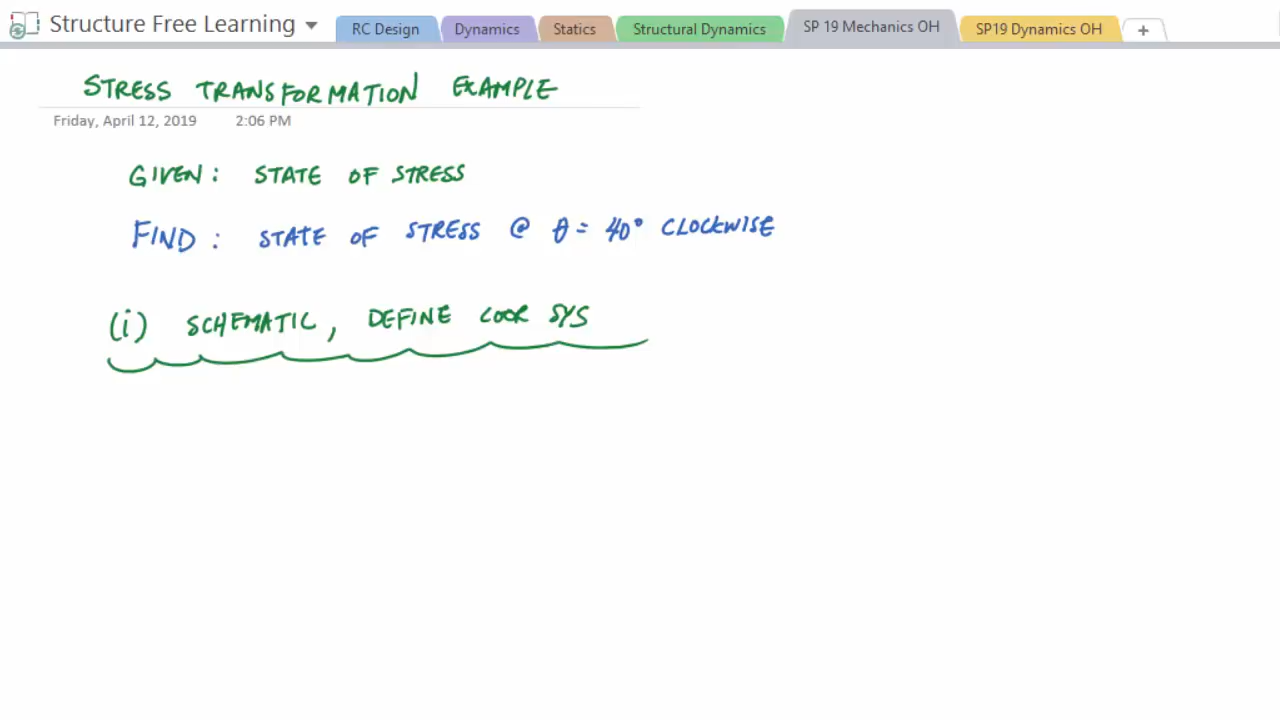 Structure Free Learning
RC Design Dynamics Statics Structural Dynamics SP 19 Mechanics OH SP19 Dynamics OH +
STRESS TRANSFORMATION EXAMPLE
Friday, April 12, 2019 2:06 PM
GIVEN: STATE OF STRESS
FIND: STATE OF STRESS @ θ = 40° CLOCKWISE
(i) SCHEMATIC, DEFINE COOR SYS